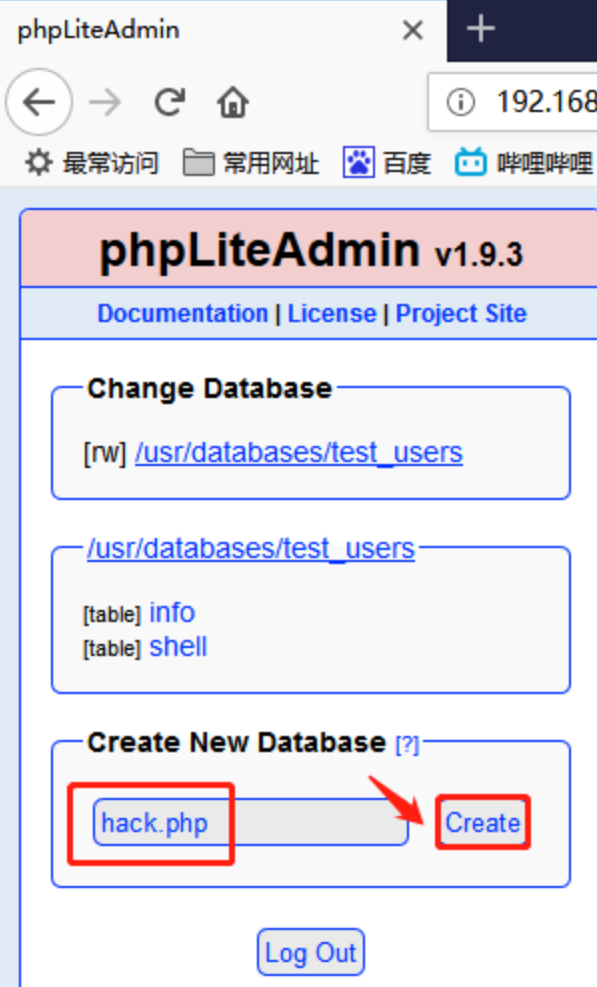 phpLiteAdmin
192.168
最常访问 常用网址 百度 哔哩哔哩
phpLiteAdmin v1.9.3
Documentation | License | Project Site
Change Database
[rw] /usr/databases/test_users
/usr/databases/test_users
[table] info
[table] shell
Create New Database [?]
hack.php Create
Log Out